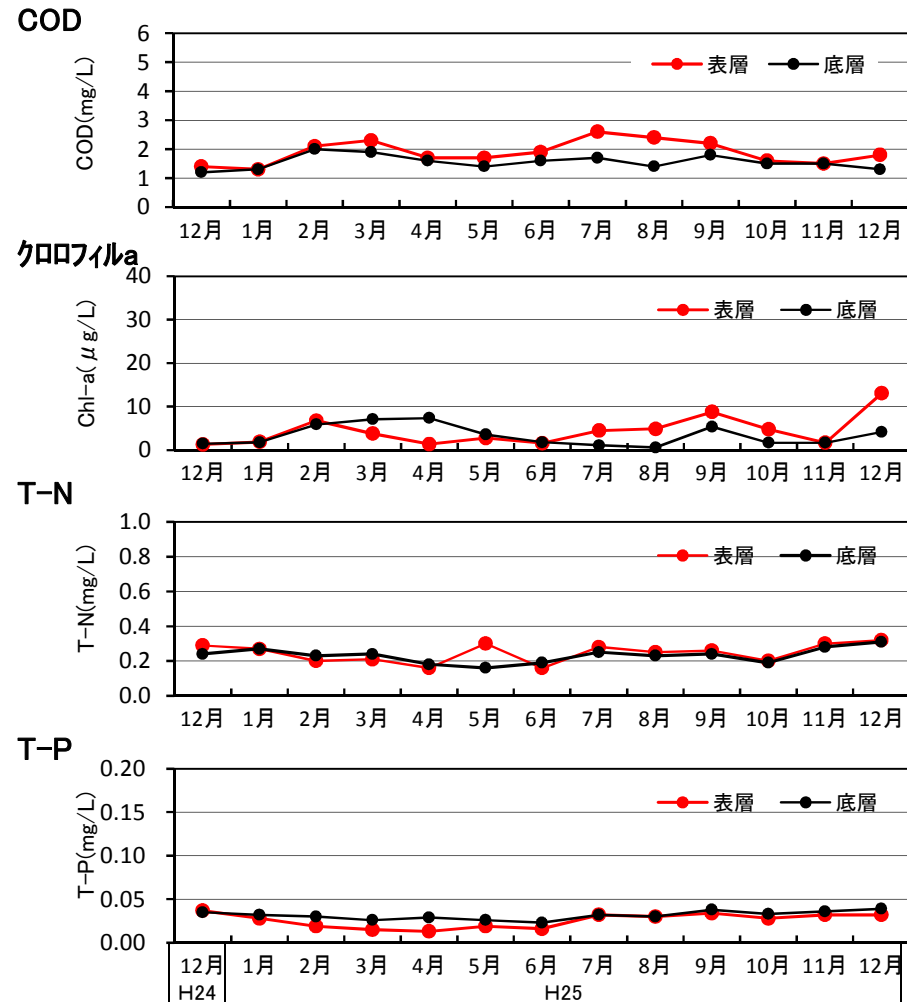 COD
COD(mg/L)
6
5
4
3
2
1
0
表層 底層
12月 1月 2月 3月 4月 5月 6月 7月 8月 9月 10月 11月 12月
クロロフィルa
Chl-a(μg/L)
40
30
20
10
0
表層 底層
12月 1月 2月 3月 4月 5月 6月 7月 8月 9月 10月 11月 12月
T-N
T-N(mg/L)
1.0
0.8
0.6
0.4
0.2
0.0
表層 底層
12月 1月 2月 3月 4月 5月 6月 7月 8月 9月 10月 11月 12月
T-P
T-P(mg/L)
0.20
0.15
0.10
0.05
0.00
表層 底層
12月 1月 2月 3月 4月 5月 6月 7月 8月 9月 10月 11月 12月
H24 H25